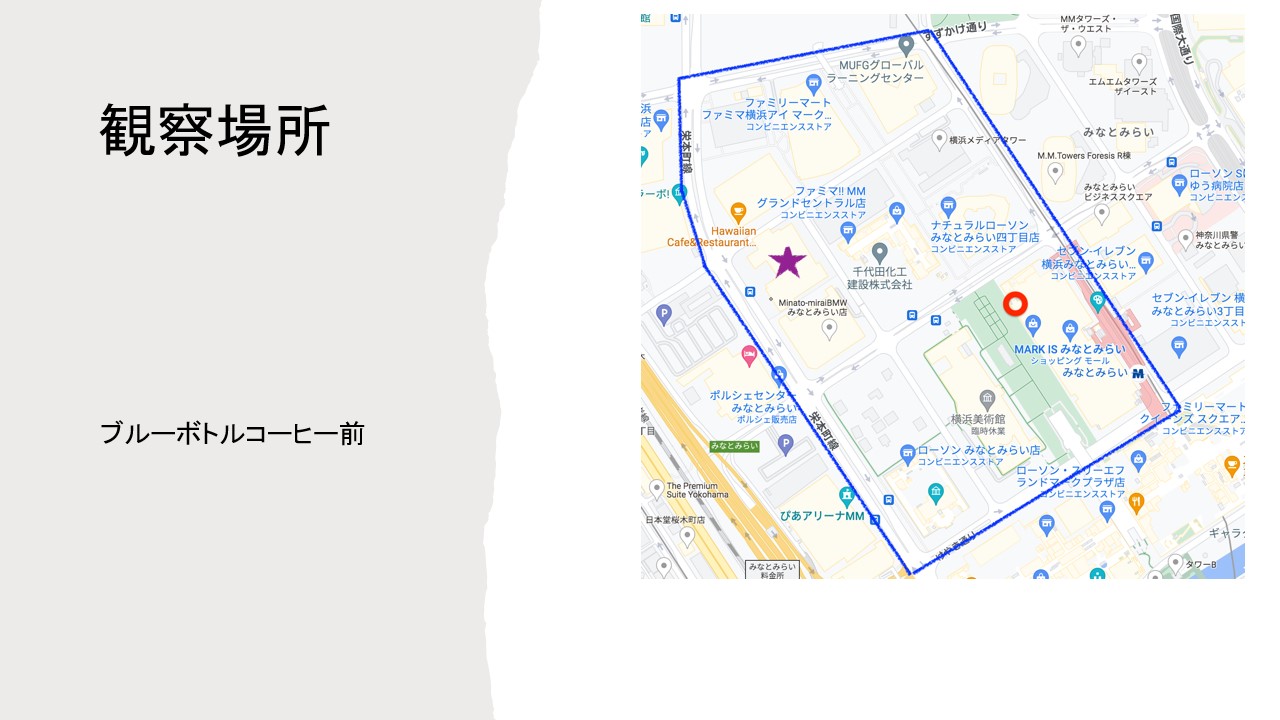 観察場所
ブルーボトルコーヒー前
館
すずかけ通り
MMタワーズ・
ザ・ウエスト
国際大通り
MUFGグローバル
ラーニングセンター
エムエムタワーズ
ザイースト
ファミリーマート
ファミマ横浜アイ マーク...
コンビニエンスストア
浜
店
ア
栄本町線
横浜メディアタワー
みなとみらい
M.M.Towers Foresis R棟
ローソン
ゆう病院店
コンビニエンスス
みなとみらい
ビジネススクエア
ラーポ!
ファミマ!! MM
グランドセントラル店
コンビニエンスストア
Hawaiian
Cafe&Restaurant...
ナチュラルローソン
みなとみらい四丁目店
コンビニエンスストア
神奈川県警
みなとみらい
セブン-イレブン
横浜みなとみらい...
コンビニエンスストア
千代田化工
建設株式会社
Minato-miraiBMW
みなとみらい店
セブン-イレブン 横
みなとみらい3丁目
コンビニエンススト
P
MARK IS みなとみらい
ショッピング モール
みなとみらい
ポルシェセンター
みなとみらい
ポルシェ販売店
横浜美術館
臨時休業
ファミリーマート
クイーンズ スクエア...
コンビニエンスストア
栄本町線
丁目
みなとみらい
P
ローソン みなとみらい店
コンビニエンスストア
ローソン・スリーエフ
ランドマークプラザ店
コンビニエンスストア
The Premium
Suite Yokohama
ぴあアリーナMM
日本堂桜木町店
けやき通り
ギャラ
タワーB
みなとみらい
料金所